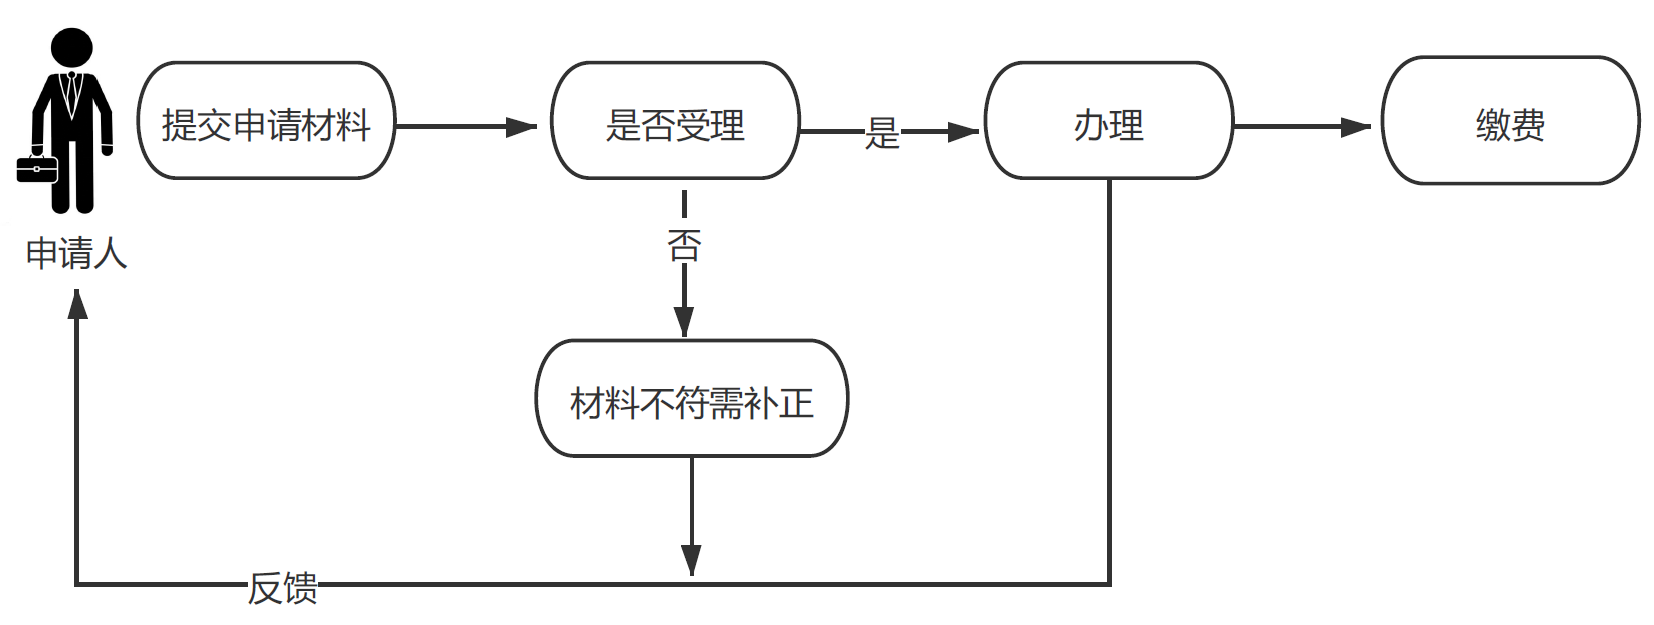 提交申请材料
是否受理
是
办理
缴费
申请人
否
材料不符需补正
反馈